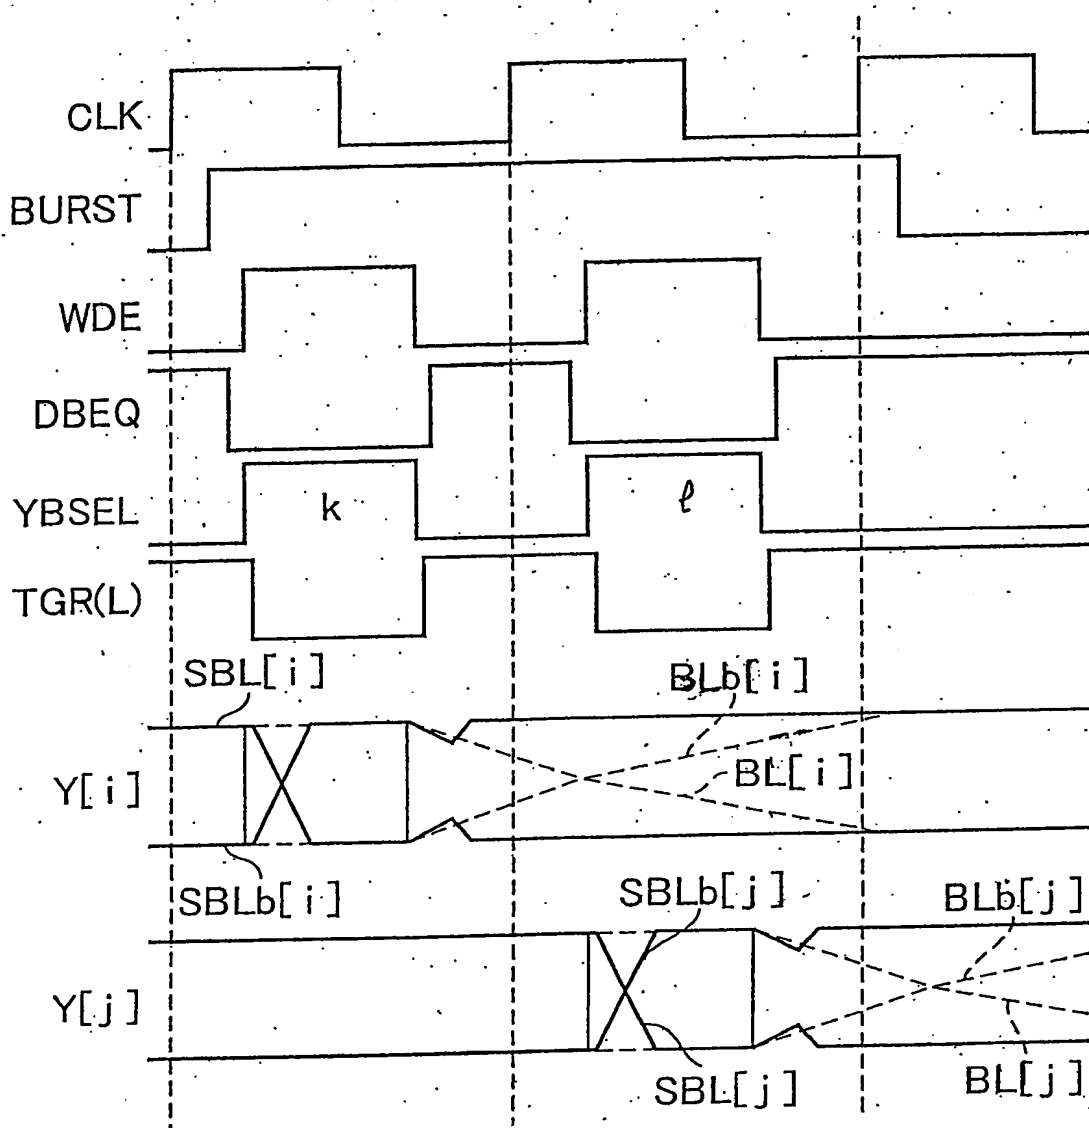 CLK
BURST
WDE
DBEQ
YBSEL k ℓ
TGR(L)
SBL[i] BLb[i]
Y[i] BL[i]
SBLb[i] SBLb[j] BLb[j]
Y[j]
SBL[j] BL[j]